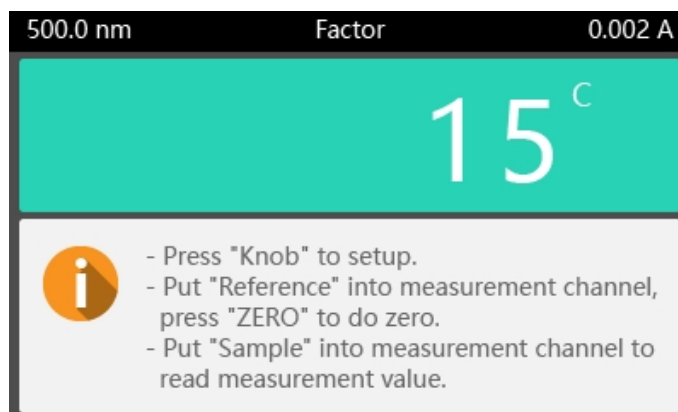 500.0 nm Factor 0.002 A
15 C
- Press "Knob" to setup.
- Put "Reference" into measurement channel,
press "ZERO" to do zero.
- Put "Sample" into measurement channel to
read measurement value.